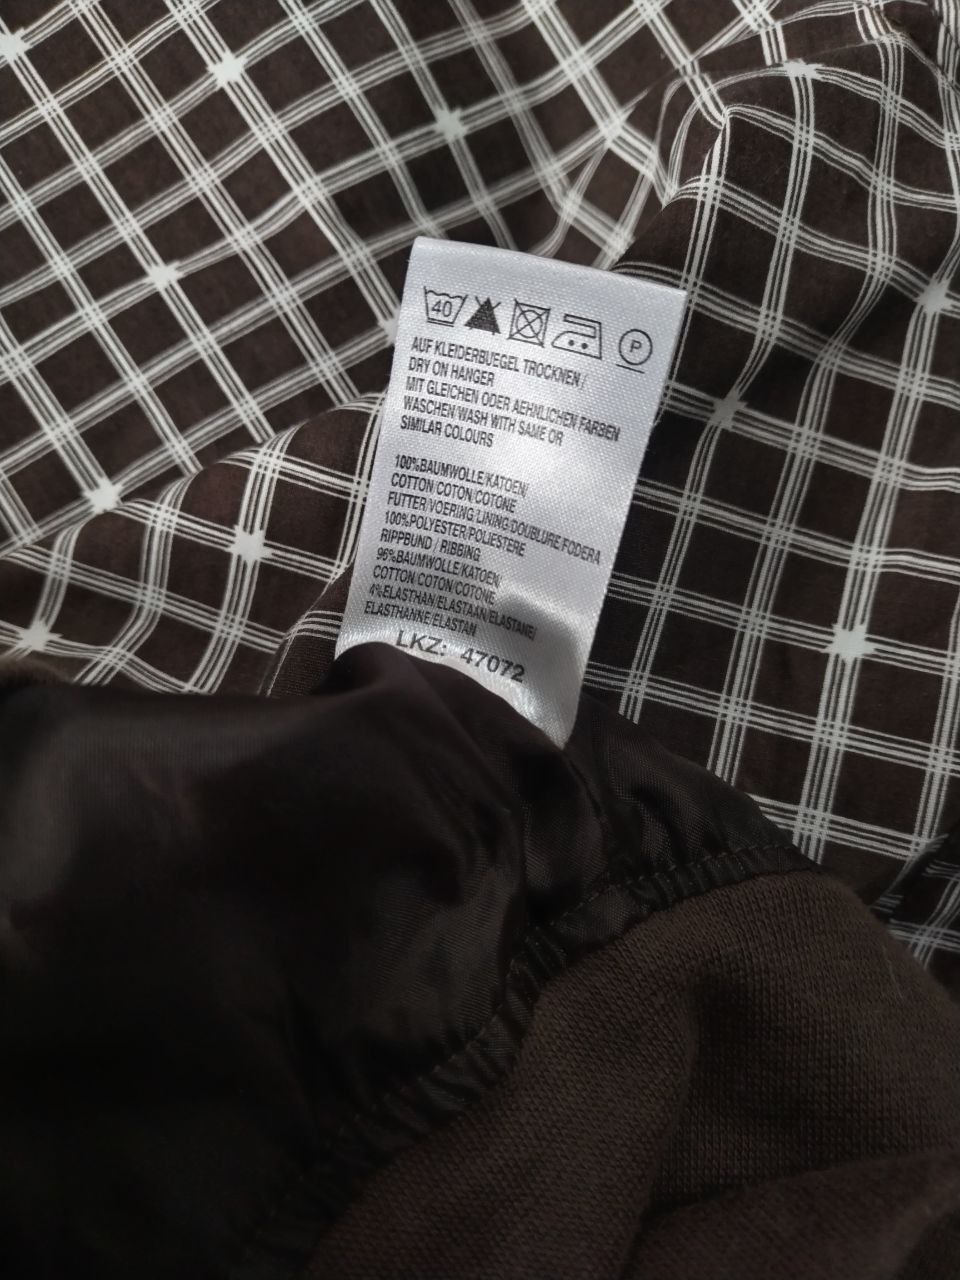 40
P
AUF KLEIDERBUEGEL TROCKNEN /
DRY ON HANGER
MIT GLEICHEN ODER AEHNLICHEN FARBEN
WASCHEN/WASH WITH SAME OR
SIMILAR COLOURS
100%BAUMWOLLE/KATOEN/
COTTON/COTON/COTONE
FUTTER/VOERING/LINING/DOUBLURE/FODERA
100%POLYESTER/POLIESTERE
RIPPBUND / RIBBING
96%BAUMWOLLE/KATOEN/
COTTON/COTON/COTONE
4%ELASTHAN/ELASTAAN/ELASTANE/
ELASTHANNE/ELASTAN
LKZ: 47072